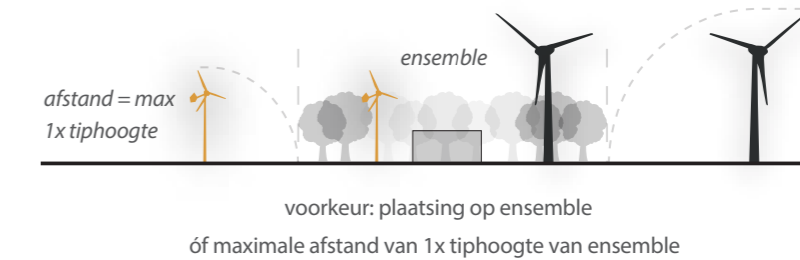 ensemble
afstand = max
1x tiphoogte
voorkeur: plaatsing op ensemble
óf maximale afstand van 1x tiphoogte van ensemble